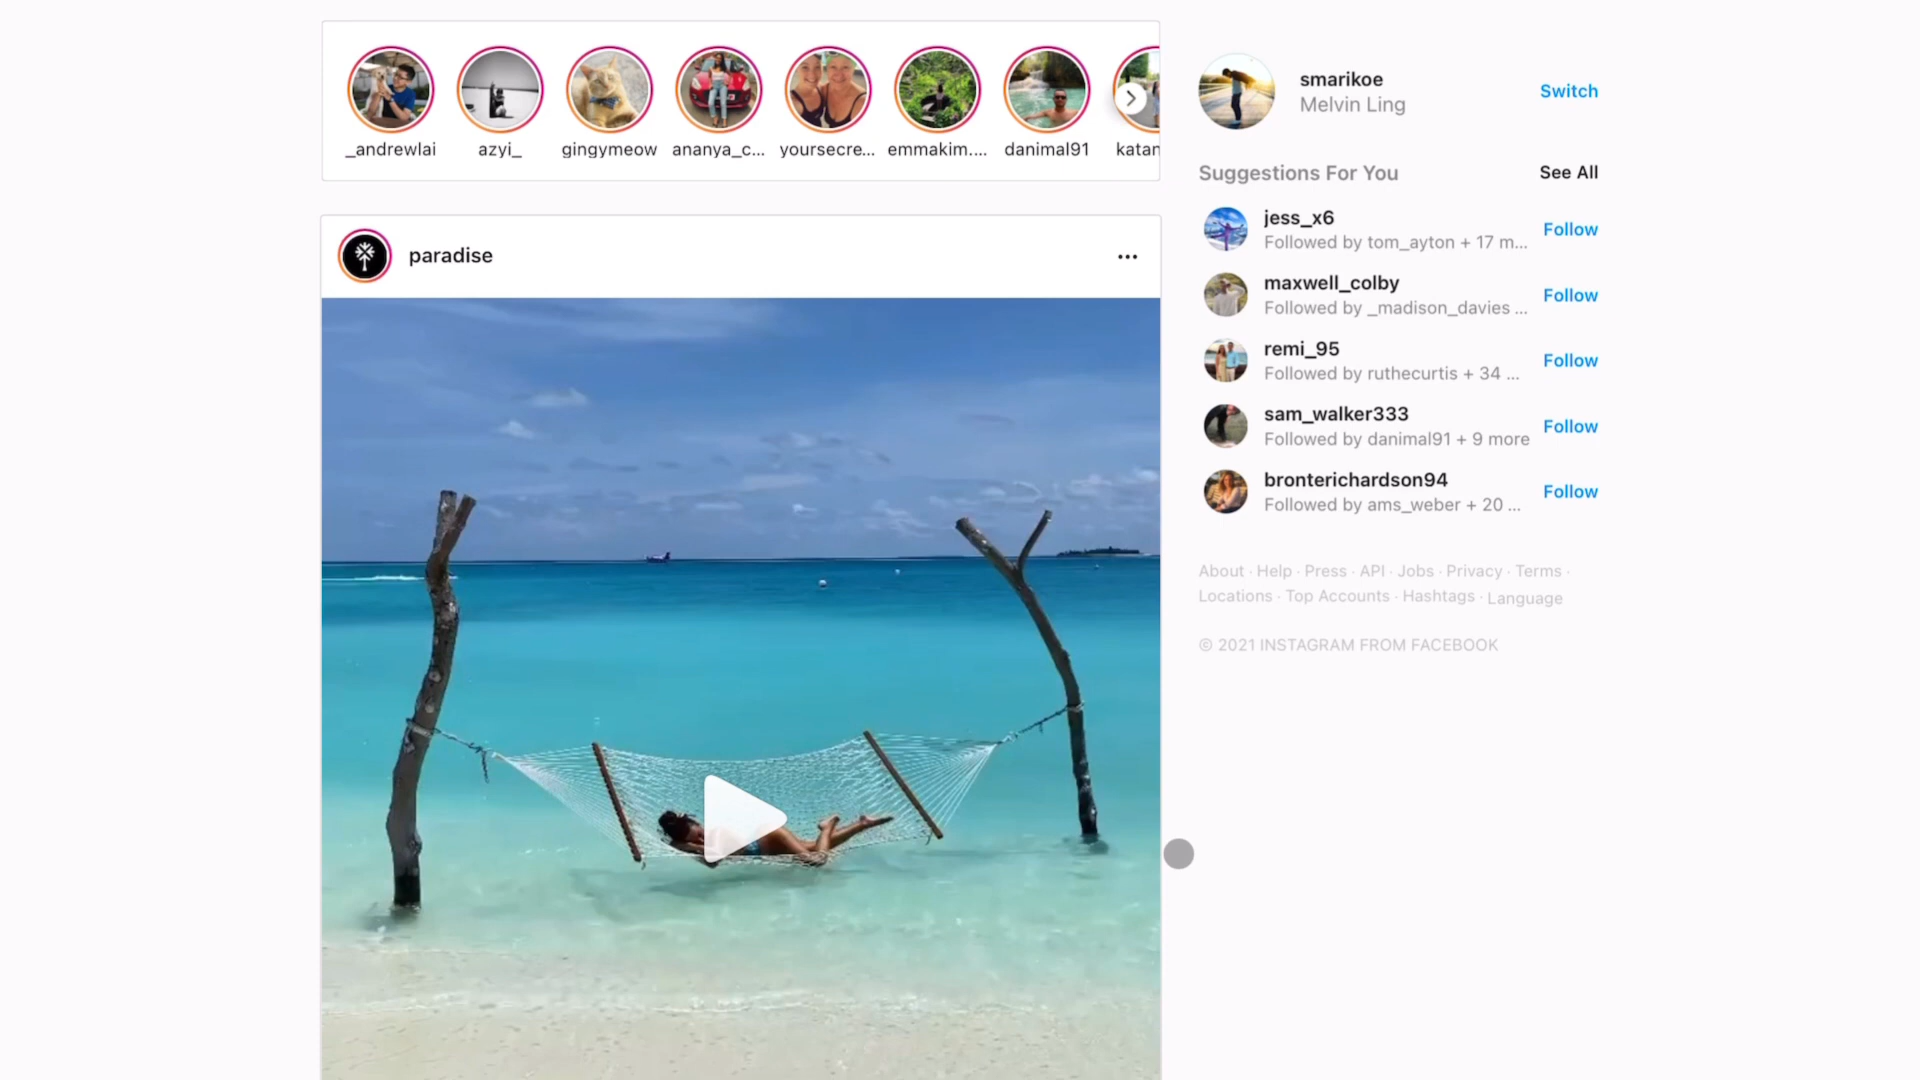 _andrewlai
azyi_
gingymeow
ananya_c...
yoursecre...
emmakim....
danimal91
katan
smarikoe
Melvin Ling
Switch
Suggestions For You
See All
jess_x6
Followed by tom_ayton + 17 m...
Follow
maxwell_colby
Followed by _madison_davies ...
Follow
remi_95
Followed by ruthecurtis + 34 ...
Follow
sam_walker333
Followed by danimal91 + 9 more
Follow
bronterichardson94
Followed by ams_weber + 20 ...
Follow
About · Help · Press · API · Jobs · Privacy · Terms ·
Locations · Top Accounts · Hashtags · Language
© 2021 INSTAGRAM FROM FACEBOOK
paradise